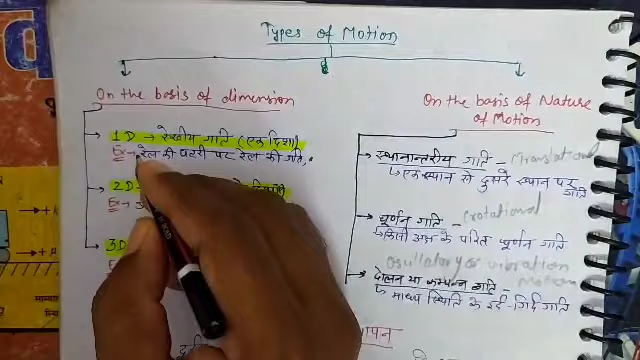 Types of Motion
On the basis of dimension
1D → रेखीय गति (एक दिशा)
Ex→ रेल की पटरी पर रेल की गति,
2D
Ex→
3D
On the basis of Nature
of Motion
स्थानान्तरीय गति - Translational
↳ एक स्थान से दुसरे स्थान पर
गति
घूर्णन गति - (rotational
↳ किसी अक्ष के परित घूर्णन गति
Oscillatory or vibration
दोलन या कम्पन्न गति - motion
↳ माध्य स्थिति के इर्द-गिर्द गति